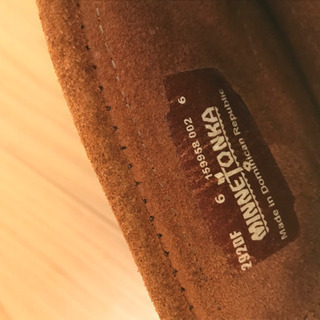 159958 002 6
2920F 6
MINNETONKA
Made in Dominican Republic